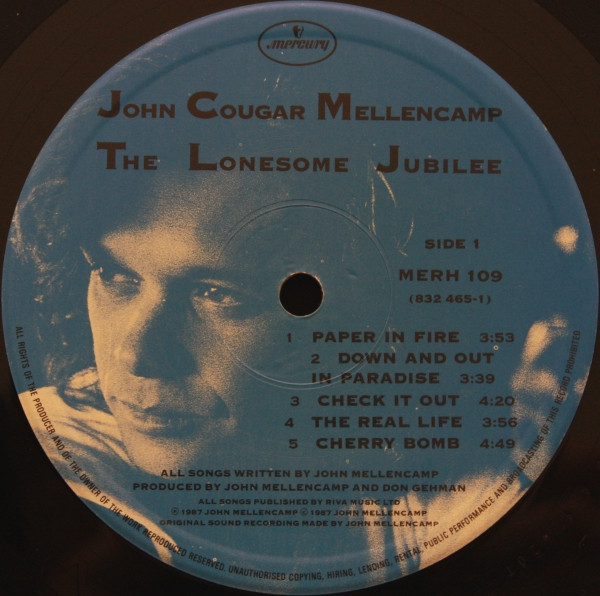 mercury
JOHN COUGAR MELLENCAMP
THE LONESOME JUBILEE
SIDE 1
MERH 109
(832 465-1)
1 PAPER IN FIRE 3:53
2 DOWN AND OUT
IN PARADISE 3:39
3 CHECK IT OUT 4:20
4 THE REAL LIFE 3:56
5 CHERRY BOMB 4:49
ALL SONGS WRITTEN BY JOHN MELLENCAMP
PRODUCED BY JOHN MELLENCAMP AND DON GEHMAN
ALL SONGS PUBLISHED BY RIVA MUSIC LTD
℗ 1987 JOHN MELLENCAMP © 1987 JOHN MELLENCAMP
ORIGINAL SOUND RECORDING MADE BY JOHN MELLENCAMP
ALL RIGHTS OF THE PRODUCER AND OF THE OWNER OF THE WORK REPRODUCED RESERVED. UNAUTHORISED COPYING, HIRING, LENDING, RENTAL, PUBLIC PERFORMANCE AND BROADCASTING OF THIS RECORD PROHIBITED